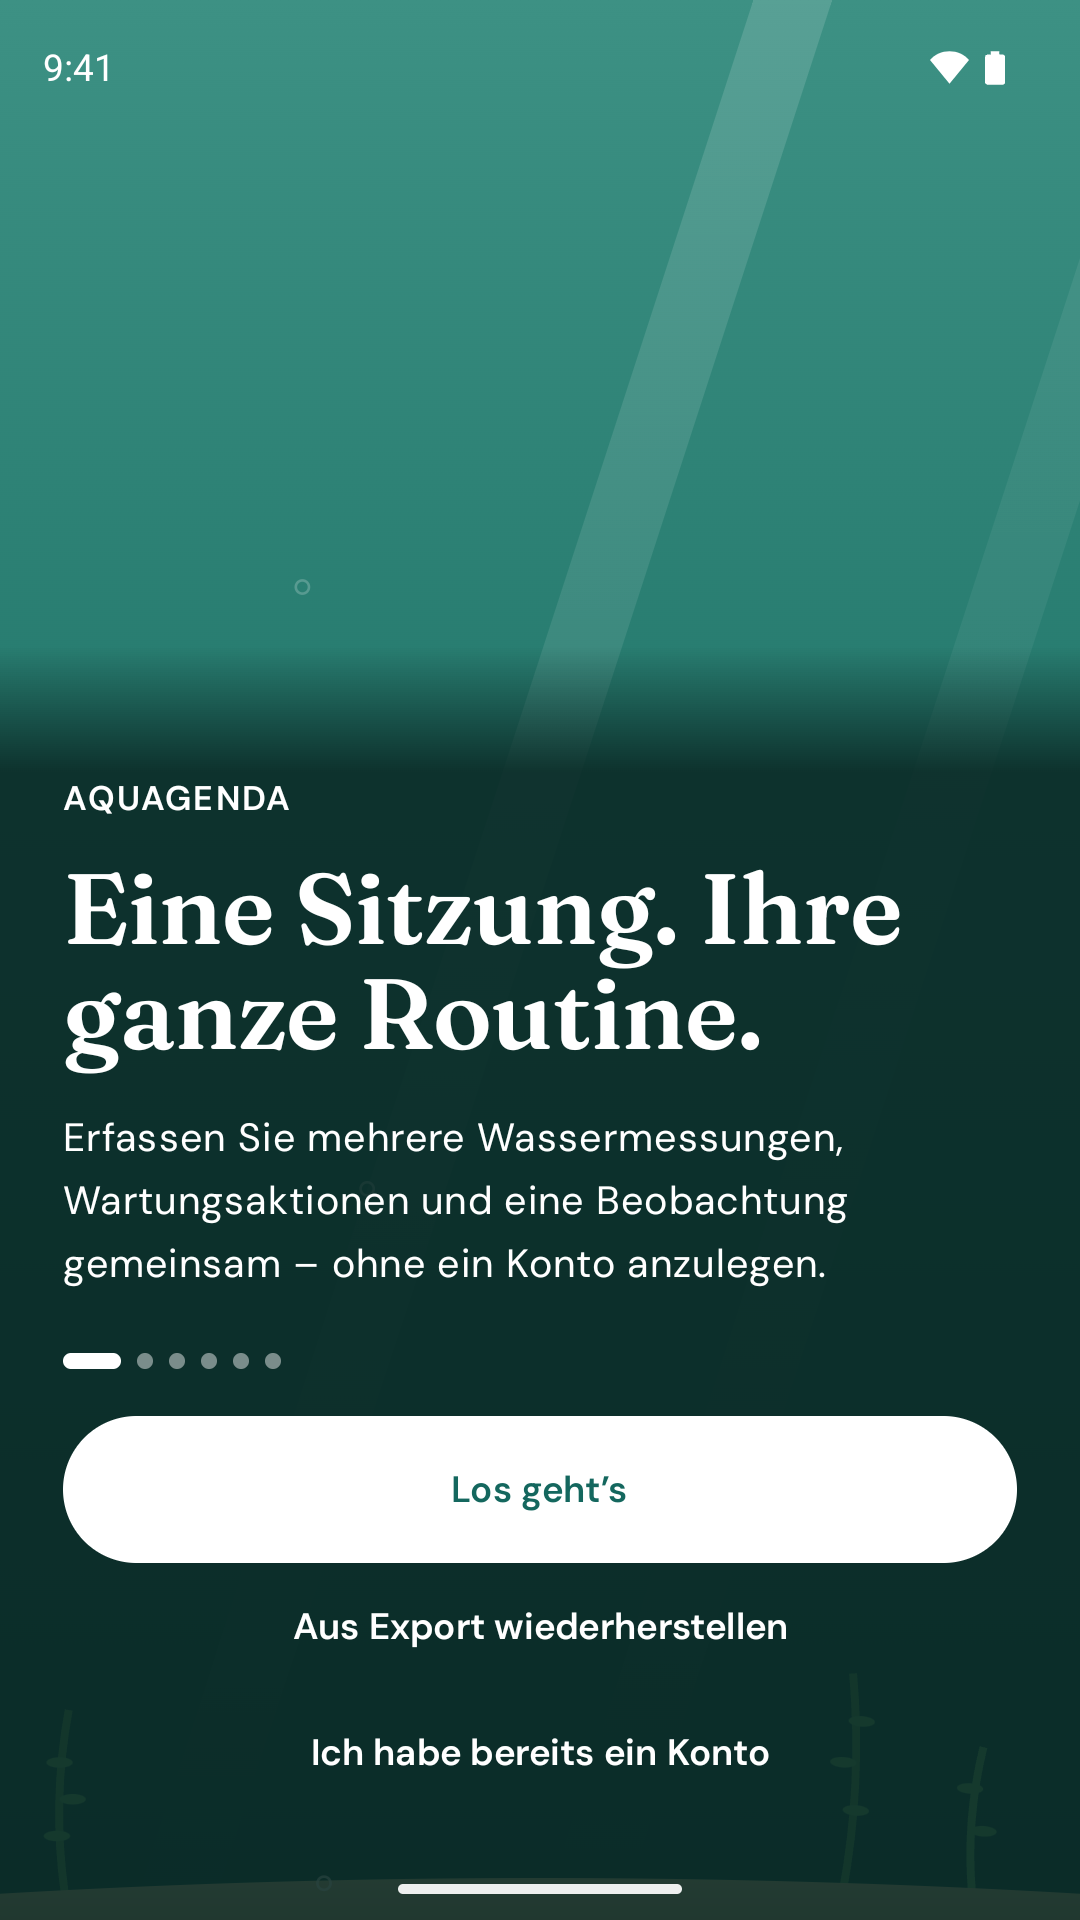 9:41
AQUAGENDA
Eine Sitzung. Ihre
ganze Routine.
Erfassen Sie mehrere Wassermessungen,
Wartungsaktionen und eine Beobachtung
gemeinsam – ohne ein Konto anzulegen.
Los geht’s
Aus Export wiederherstellen
Ich habe bereits ein Konto